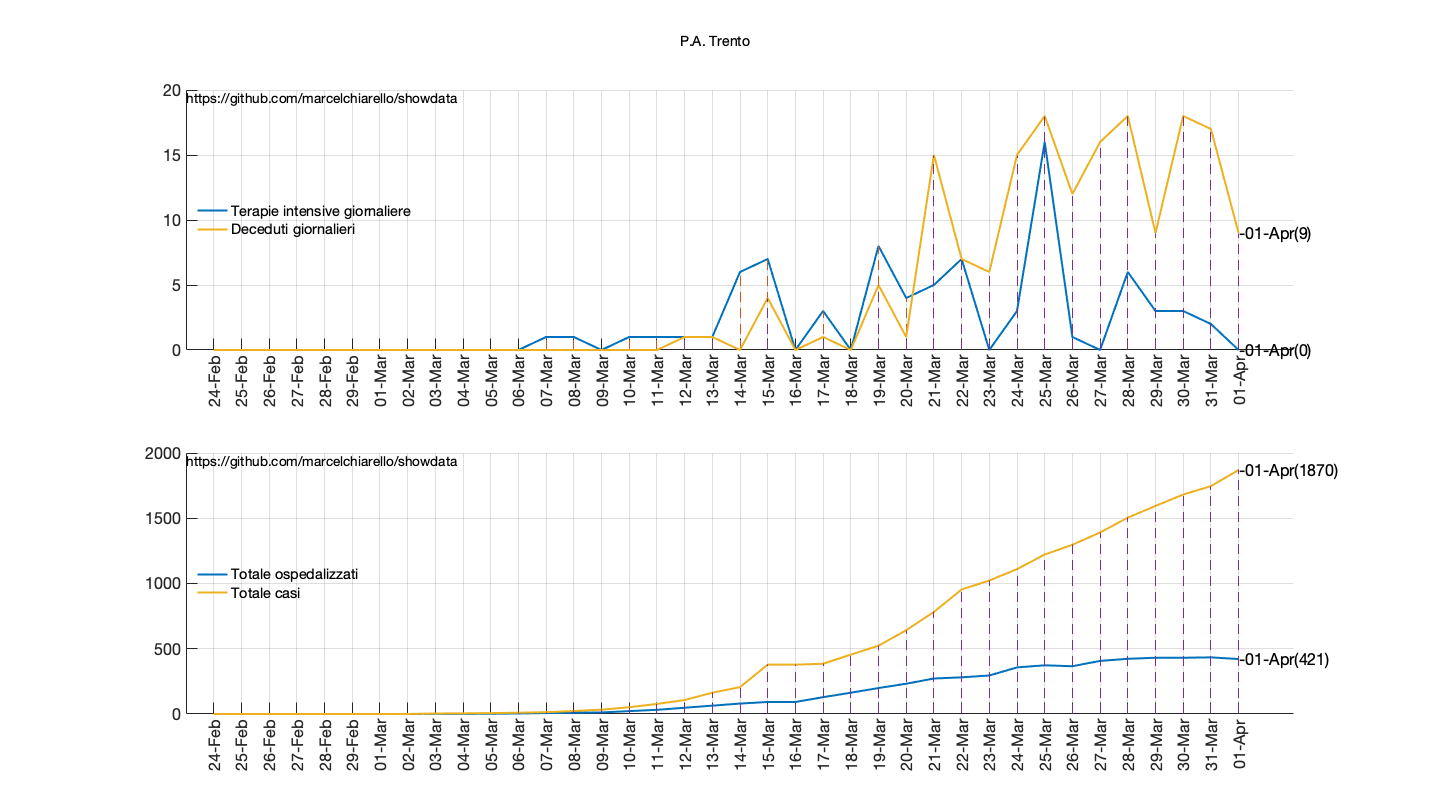 P.A. Trento
20
https://github.com/marcelchiarello/showdata
15
Terapie intensive giornaliere
10
Deceduti giornalieri
-01-Apr(9)
5
0
-01-Apr(0)
24-Feb 25-Feb 26-Feb 27-Feb 28-Feb 29-Feb 01-Mar 02-Mar 03-Mar 04-Mar 05-Mar 06-Mar 07-Mar 08-Mar 09-Mar 10-Mar 11-Mar 12-Mar 13-Mar 14-Mar 15-Mar 16-Mar 17-Mar 18-Mar 19-Mar 20-Mar 21-Mar 22-Mar 23-Mar 24-Mar 25-Mar 26-Mar 27-Mar 28-Mar 29-Mar 30-Mar 31-Mar 01-Apr
2000
https://github.com/marcelchiarello/showdata
-01-Apr(1870)
1500
Totale ospedalizzati
1000
Totale casi
500
-01-Apr(421)
0
24-Feb 25-Feb 26-Feb 27-Feb 28-Feb 29-Feb 01-Mar 02-Mar 03-Mar 04-Mar 05-Mar 06-Mar 07-Mar 08-Mar 09-Mar 10-Mar 11-Mar 12-Mar 13-Mar 14-Mar 15-Mar 16-Mar 17-Mar 18-Mar 19-Mar 20-Mar 21-Mar 22-Mar 23-Mar 24-Mar 25-Mar 26-Mar 27-Mar 28-Mar 29-Mar 30-Mar 31-Mar 01-Apr